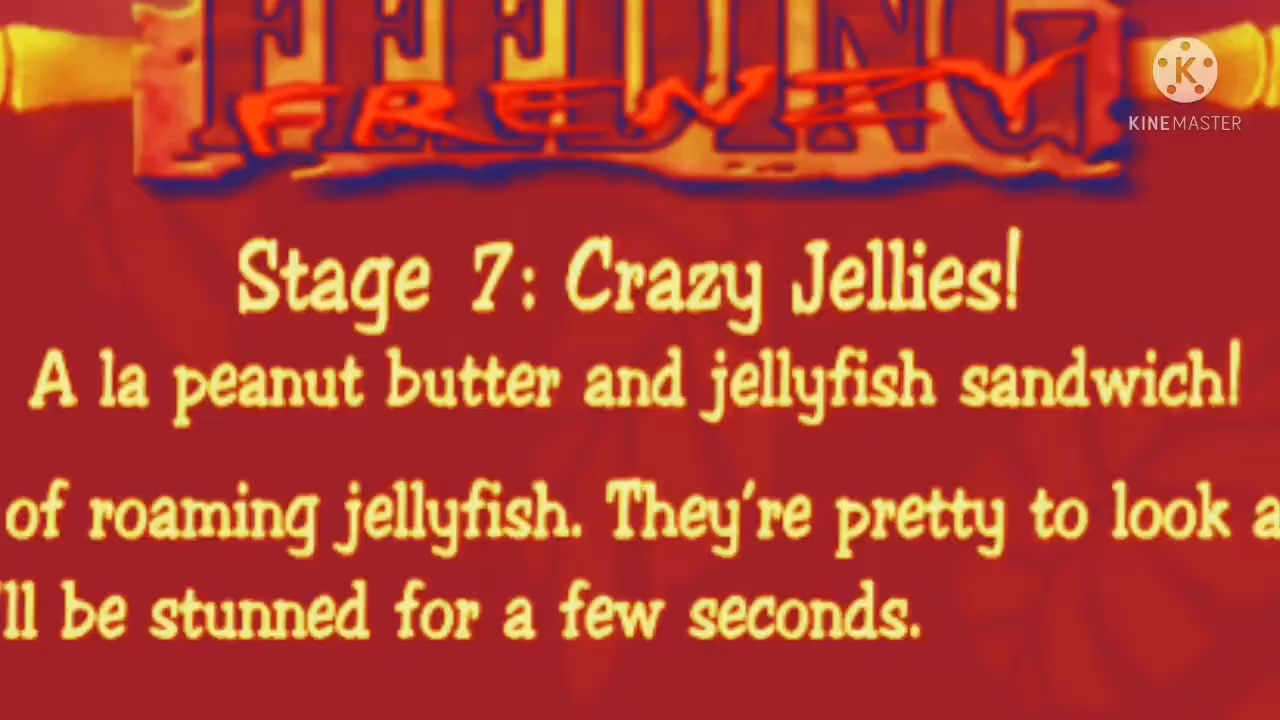 FEEDING
FRENZY
KINEMASTER
Stage 7: Crazy Jellies!
A la peanut butter and jellyfish sandwich!
of roaming jellyfish. They're pretty to look a
'll be stunned for a few seconds.